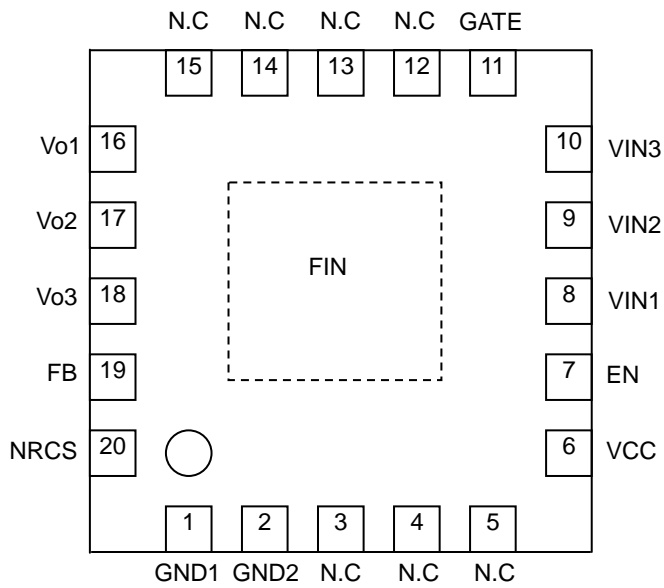 N.C N.C N.C N.C GATE
15 14 13 12 11
Vo1 16 10 VIN3
Vo2 17 9 VIN2
FIN
Vo3 18 8 VIN1
FB 19 7 EN
NRCS 20 6 VCC
1 2 3 4 5
GND1 GND2 N.C N.C N.C